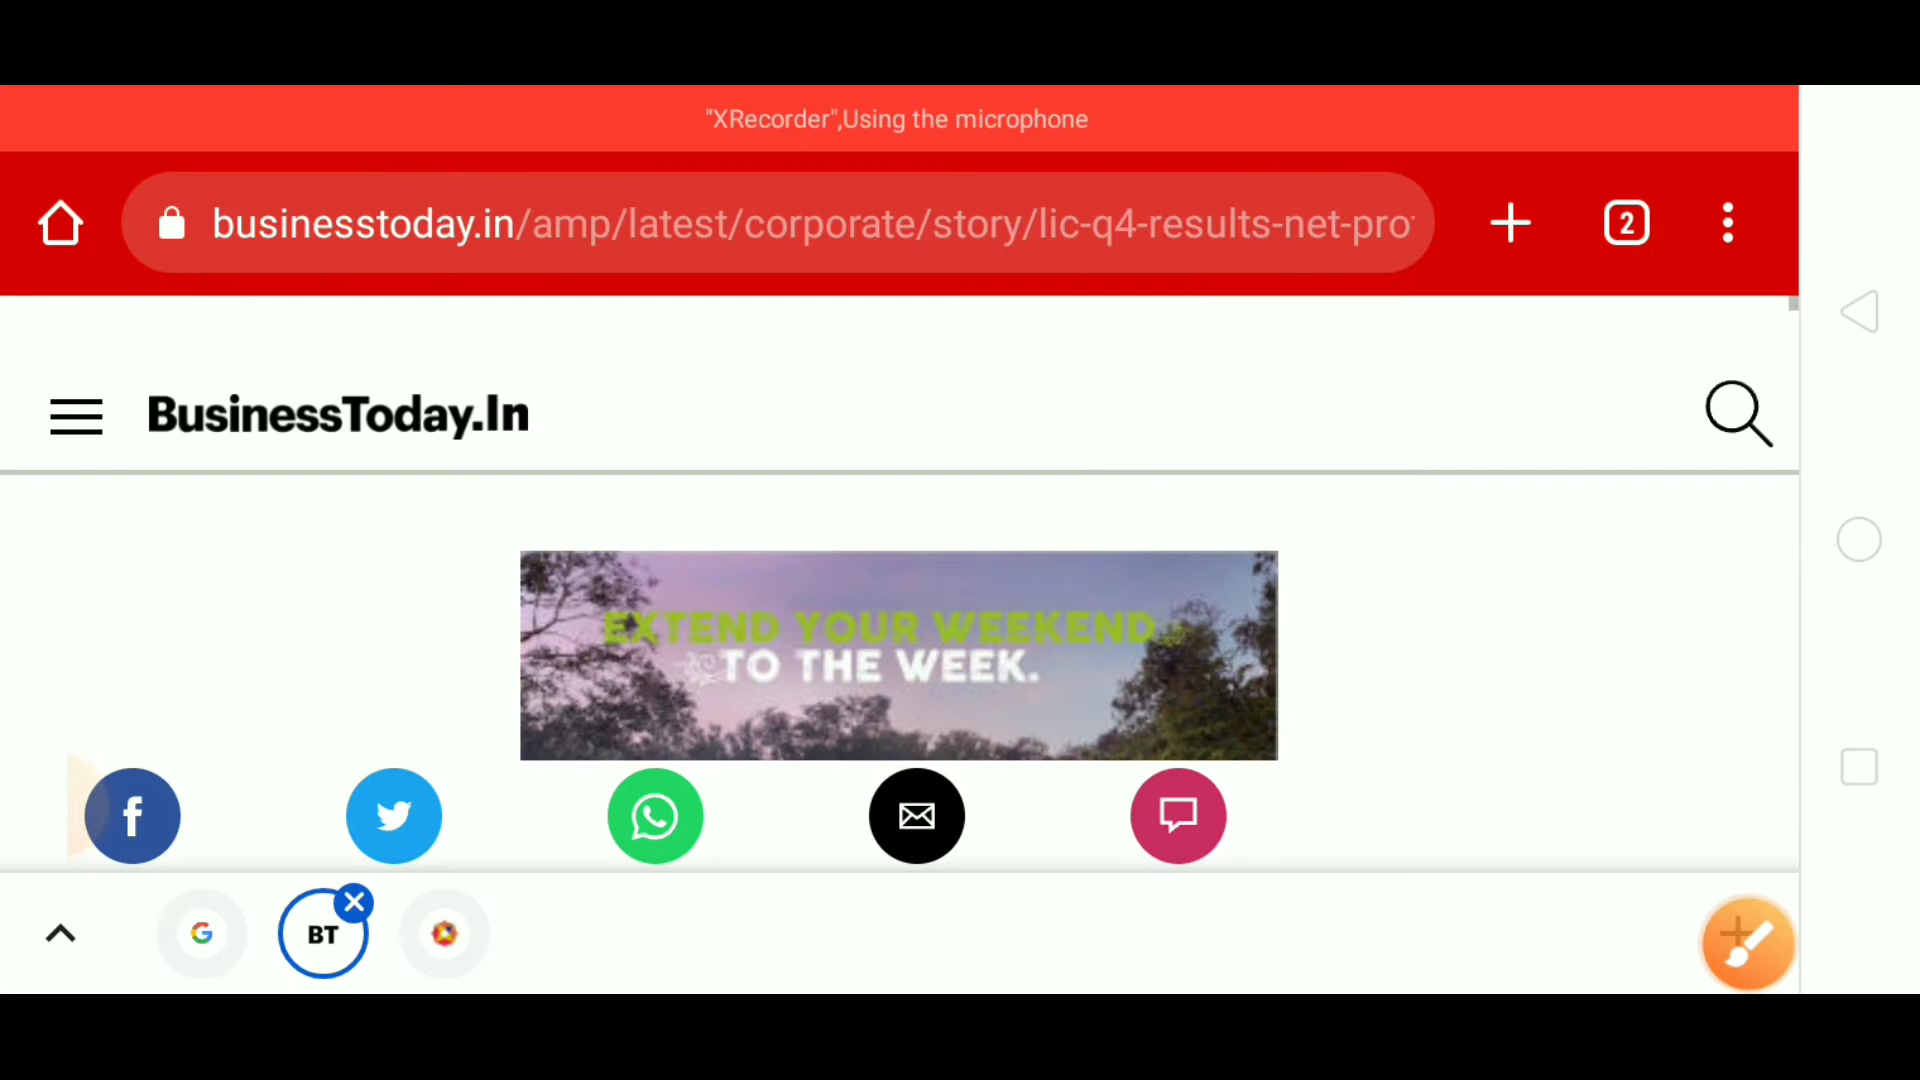 "XRecorder",Using the microphone
businesstoday.in/amp/latest/corporate/story/lic-q4-results-net-pro
2
BusinessToday.In
EXTEND YOUR WEEKEND
TO THE WEEK.
f
G
BT